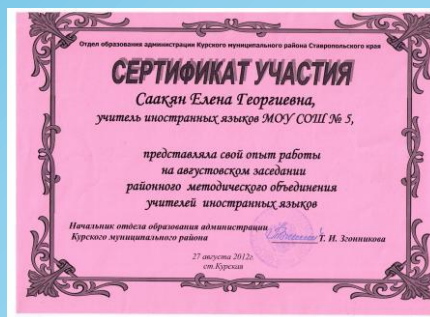 Отдел образования администрации Курского муниципального района Ставропольского края
СЕРТИФИКАТ УЧАСТИЯ
Саакян Елена Георгиевна,
учитель иностранных языков МОУ СОШ № 5,
представляла свой опыт работы
на августовском заседании
районного методического объединения
учителей иностранных языков
Начальник отдела образования администрации
Курского муниципального района Т. И. Згонникова
27 августа 2012г.
ст.Курская